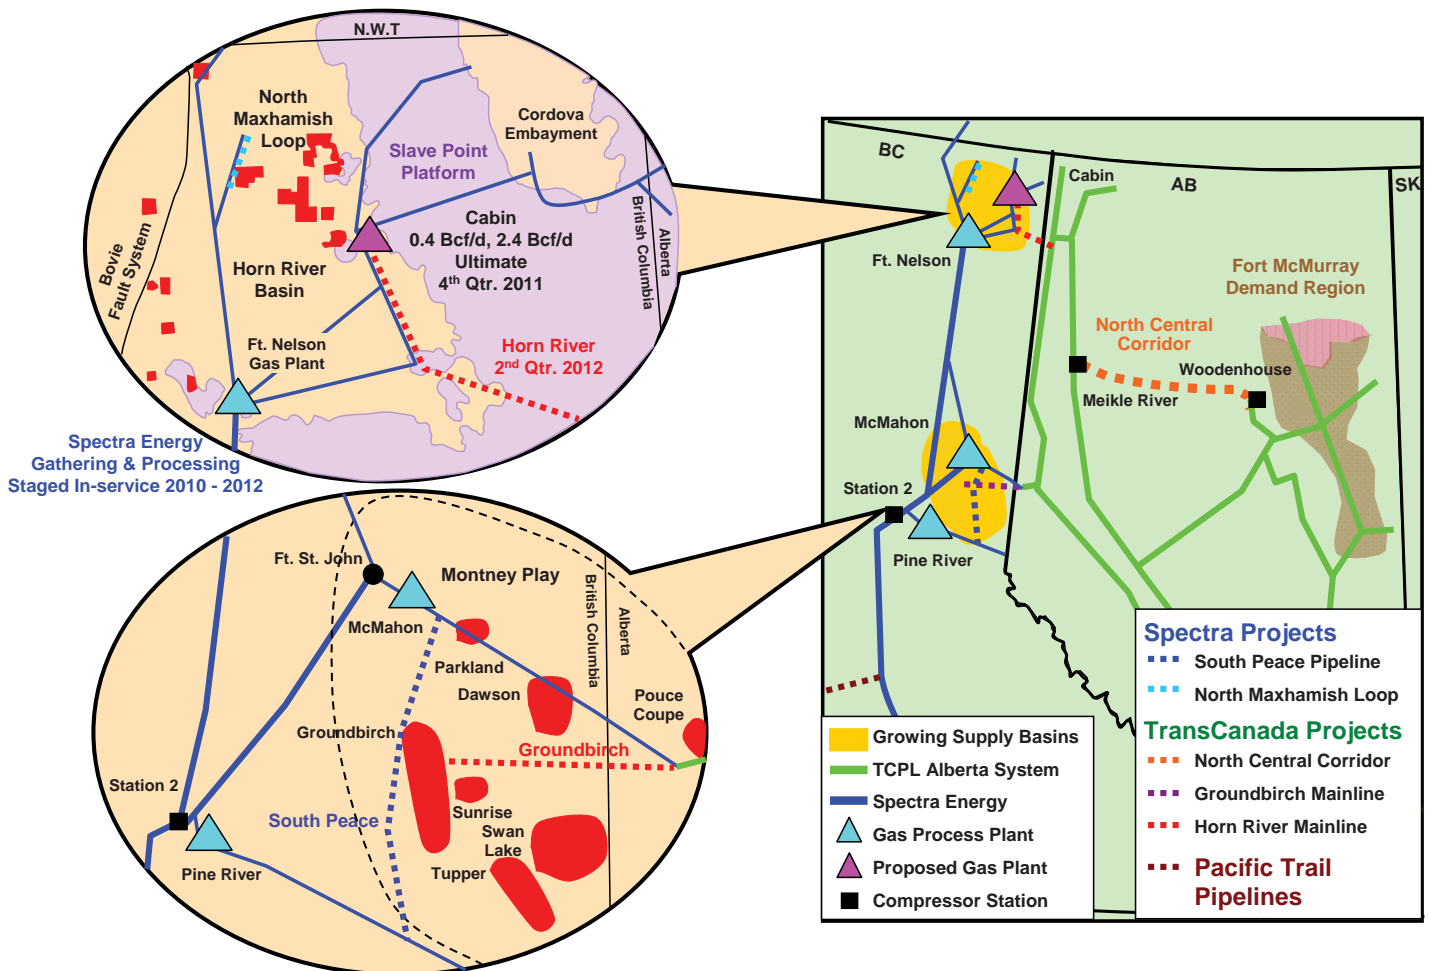 N.W.T
North
Maxhamish
Loop
Cordova
Embayment
Slave Point
Platform
Bovie
Fault System
Horn River
Basin
Cabin
0.4 Bcf/d, 2.4 Bcf/d
Ultimate
4th Qtr. 2011
British Columbia
Alberta
Ft. Nelson
Gas Plant
Horn River
2nd Qtr. 2012
Spectra Energy
Gathering & Processing
Staged In-service 2010 - 2012
Ft. St. John
Montney Play
McMahon
British Columbia
Alberta
Parkland
Dawson
Pouce
Coupe
Groundbirch
Groundbirch
Station 2
South Peace
Sunrise
Swan
Lake
Tupper
Pine River
BC
Cabin
AB
SK
Ft. Nelson
Fort McMurray
Demand Region
North Central
Corridor
Woodenhouse
Meikle River
McMahon
Station 2
Pine River
Growing Supply Basins
TCPL Alberta System
Spectra Energy
Gas Process Plant
Proposed Gas Plant
Compressor Station
Spectra Projects
South Peace Pipeline
North Maxhamish Loop
TransCanada Projects
North Central Corridor
Groundbirch Mainline
Horn River Mainline
Pacific Trail
Pipelines